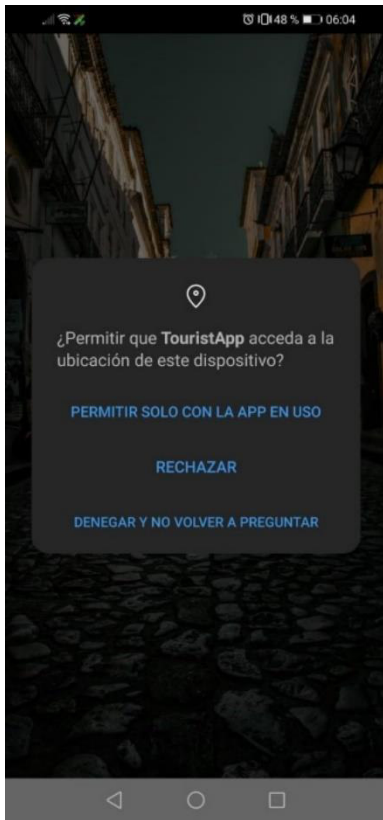 48 % 06:04
¿Permitir que TouristApp acceda a la
ubicación de este dispositivo?
PERMITIR SOLO CON LA APP EN USO
RECHAZAR
DENEGAR Y NO VOLVER A PREGUNTAR